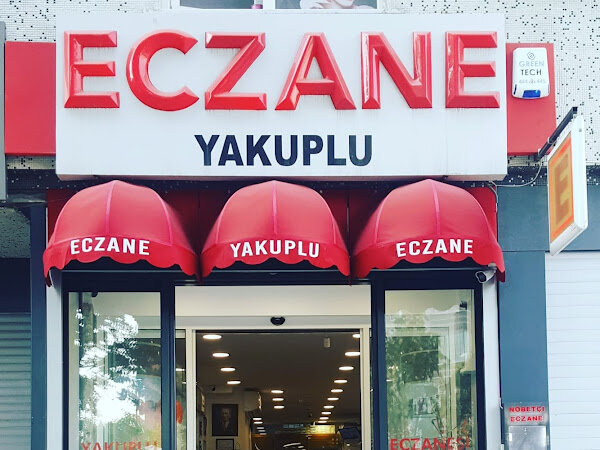 ECZANE
YAKUPLU
GREEN
TECH
E
ECZANE
YAKUPLU
ECZANE
NÖBETÇİ
ECZANE
YAKUPLU
ECZANESİ